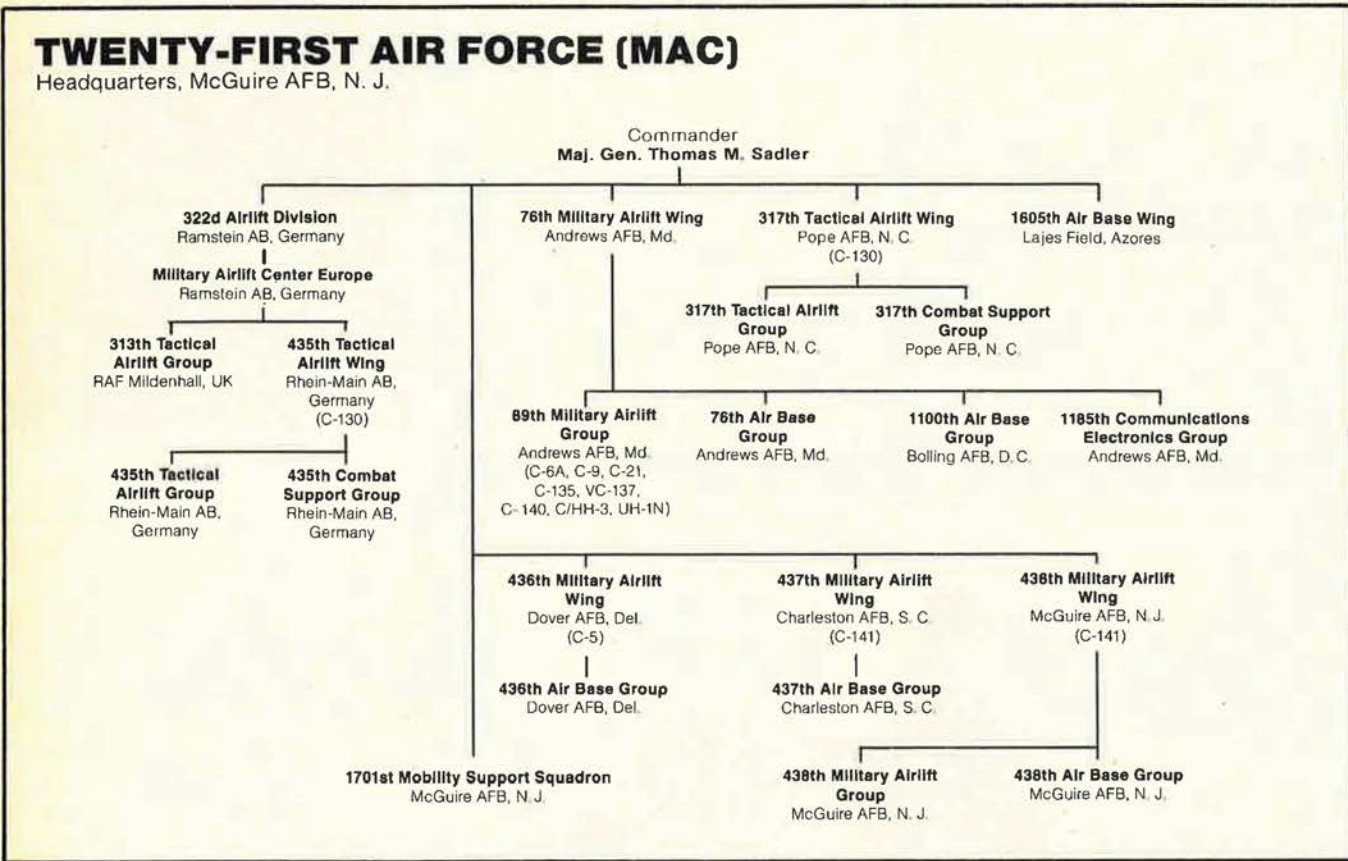 TWENTY-FIRST AIR FORCE (MAC)
Headquarters, McGuire AFB, N. J.
Commander
Maj. Gen. Thomas M. Sadler
322d Airlift Division
Ramstein AB, Germany
Military Airlift Center Europe
Ramstein AB, Germany
313th Tactical
Airlift Group
RAF Mildenhall, UK
435th Tactical
Airlift Wing
Rhein-Main AB,
Germany
(C-130)
435th Tactical
Airlift Group
Rhein-Main AB,
Germany
435th Combat
Support Group
Rhein-Main AB,
Germany
76th Military Airlift Wing
Andrews AFB, Md.
317th Tactical Airlift Wing
Pope AFB, N. C.
(C-130)
1605th Air Base Wing
Lajes Field, Azores
317th Tactical Airlift
Group
Pope AFB, N. C.
317th Combat Support
Group
Pope AFB, N. C.
89th Military Airlift
Group
Andrews AFB, Md.
(C-6A, C-9, C-21,
C-135, VC-137,
C-140, C/HH-3, UH-1N)
76th Air Base
Group
Andrews AFB, Md.
1100th Air Base
Group
Bolling AFB, D. C.
1185th Communications
Electronics Group
Andrews AFB, Md.
436th Military Airlift
Wing
Dover AFB, Del.
(C-5)
436th Air Base Group
Dover AFB, Del.
437th Military Airlift
Wing
Charleston AFB, S. C.
(C-141)
437th Air Base Group
Charleston AFB, S. C.
438th Military Airlift
Wing
McGuire AFB, N. J.
(C-141)
438th Military Airlift
Group
McGuire AFB, N. J.
438th Air Base Group
McGuire AFB, N. J.
1701st Mobility Support Squadron
McGuire AFB, N. J.